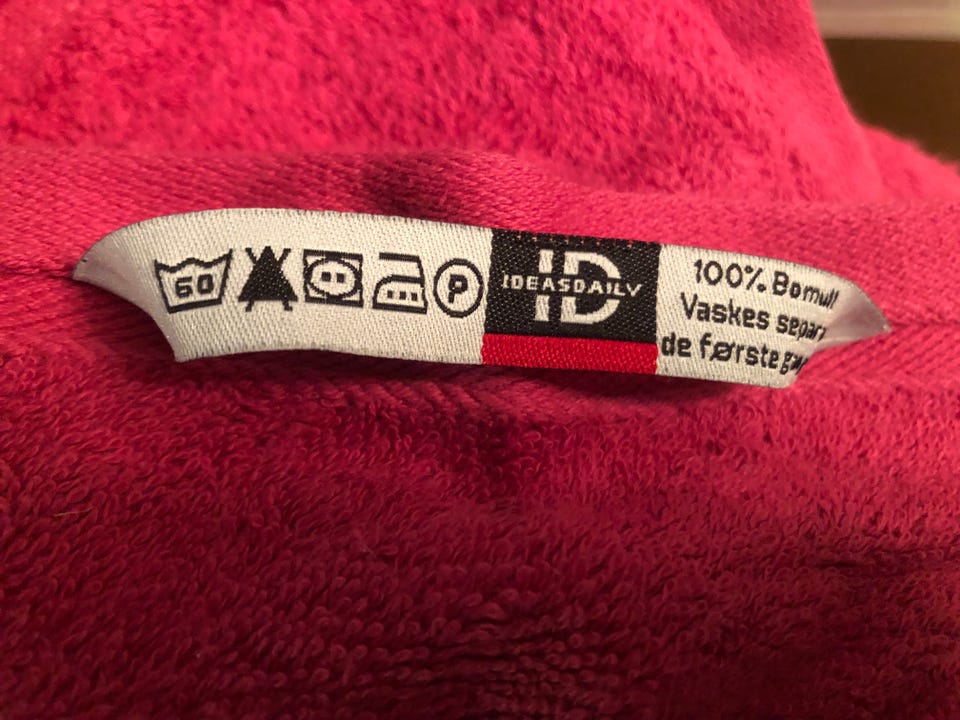 60
P
IDEASDAILY
ID
100% Bomull
Vaskes
de første